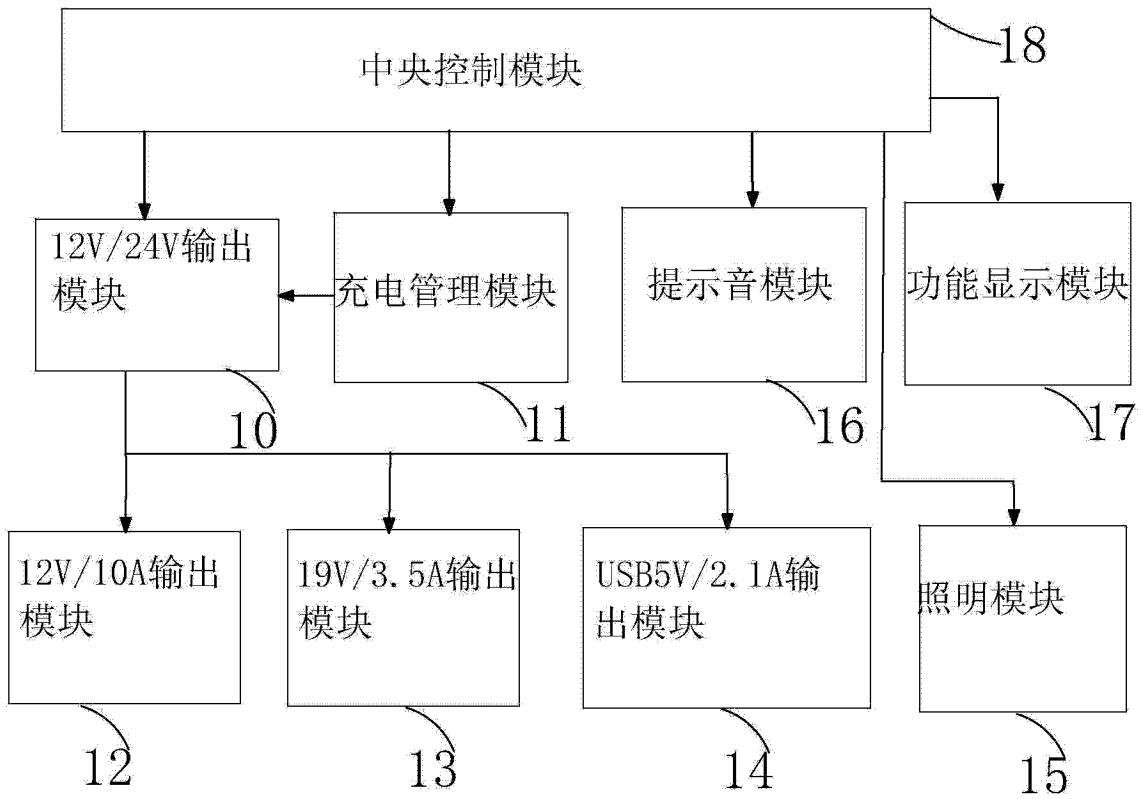 中央控制模块
18
12V/24V输出
模块
充电管理模块
提示音模块
功能显示模块
10
11
16
17
12V/10A输出
模块
19V/3.5A输出
模块
USB5V/2.1A输
出模块
照明模块
12
13
14
15